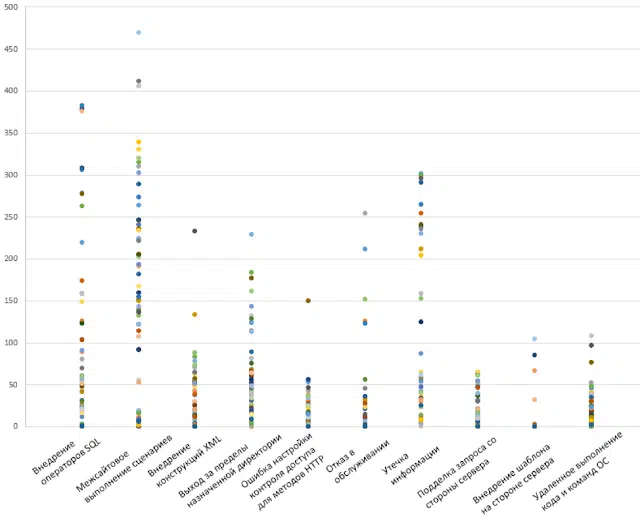 500
450
400
350
300
250
200
150
100
50
0
Внедрение
операторов SQL
Межсайтовое
выполнение сценариев
Внедрение
конструкций XML
Выход за пределы
назначенной директории
Ошибка настройки
контроля доступа
для методов HTTP
Отказ в
обслуживании
Утечка
информации
Подделка запроса со
стороны сервера
Внедрение шаблона
на стороне сервера
Удаленное выполнение
кода и команд ОС